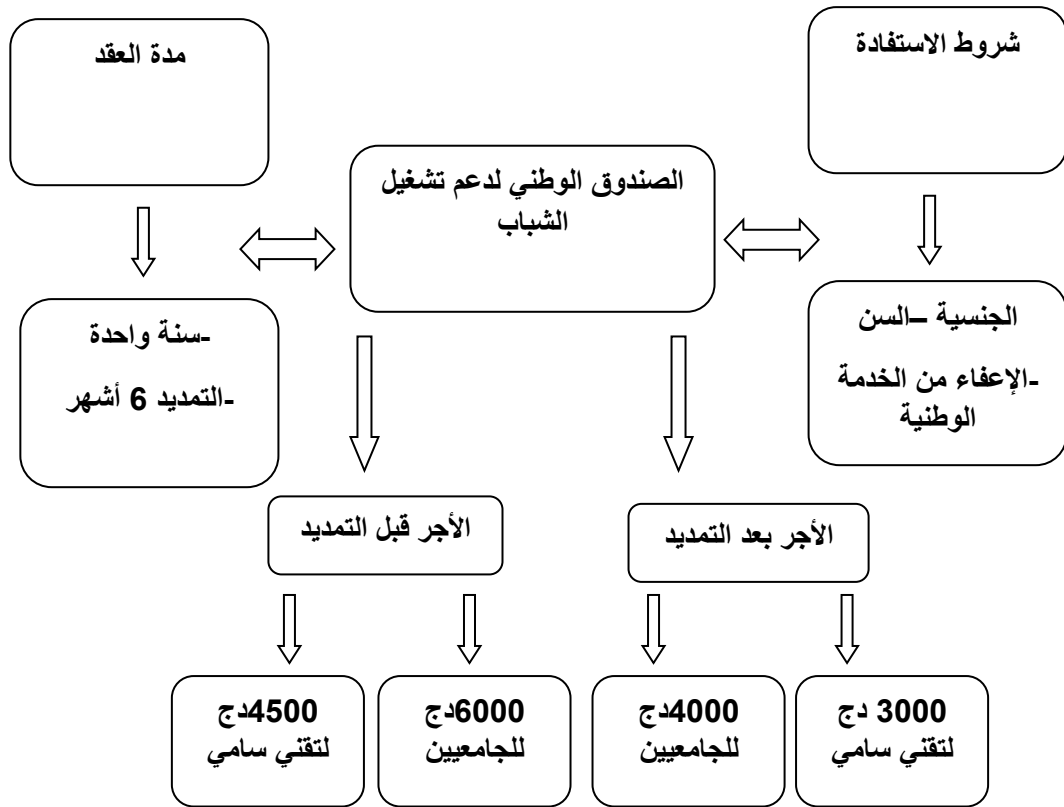 شروط الاستفادة
مدة العقد
الصندوق الوطني لدعم تشغيل
الشباب
الجنسية –السن
-الإعفاء من الخدمة
الوطنية
-سنة واحدة
-التمديد 6 أشهر
الأجر بعد التمديد
الأجر قبل التمديد
3000 دج
لتقني سامي
4000دج
للجامعيين
6000دج
للجامعيين
4500دج
لتقني سامي